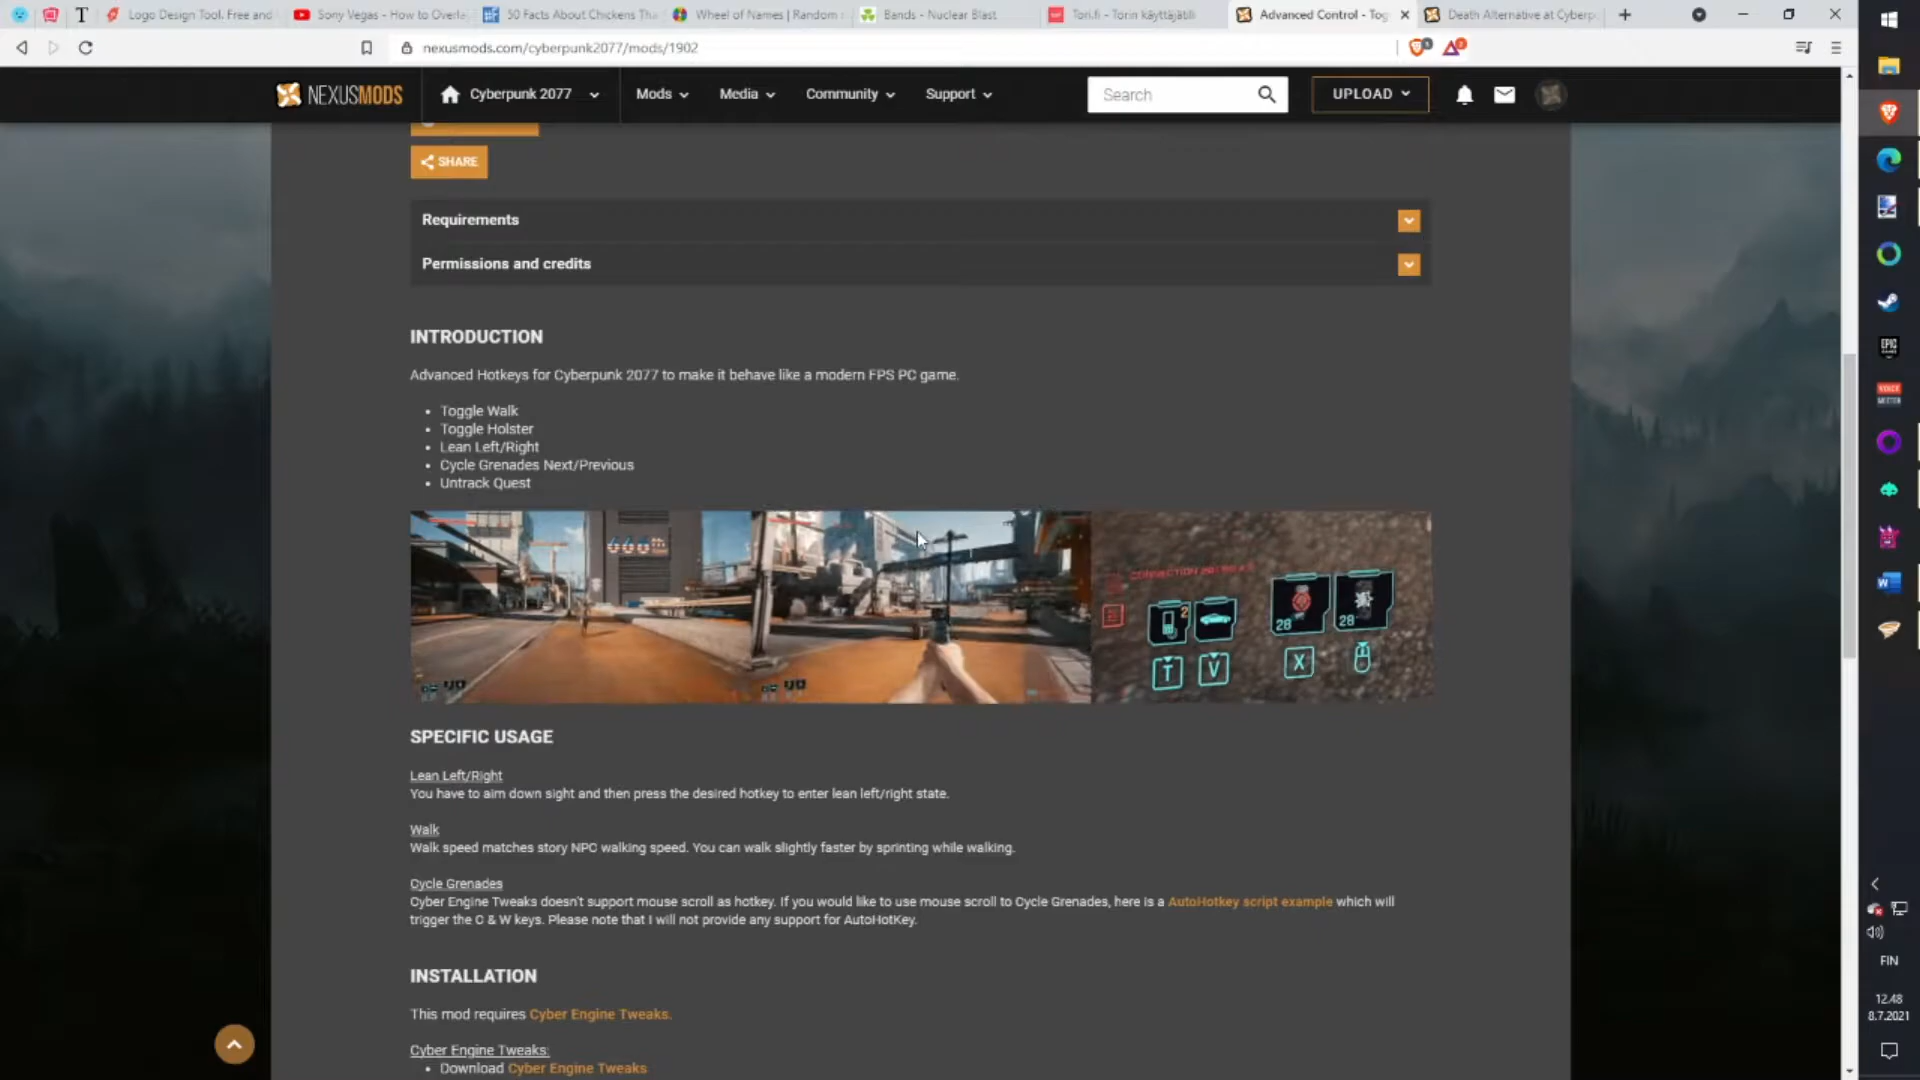 Logo Design Tool. Free and
Sony Vegas - How to Overla
50 Facts About Chickens Tha
Wheel of Names | Random
Bands - Nuclear Blast
Tori.fi - Torin käyttäjätili
Advanced Control - Tog
Death Alternative at Cyberp
nexusmods.com/cyberpunk2077/mods/1902
NEXUSMODS
Cyberpunk 2077
Mods
Media
Community
Support
Search
UPLOAD
SHARE
Requirements
Permissions and credits
INTRODUCTION
Advanced Hotkeys for Cyberpunk 2077 to make it behave like a modern FPS PC game.
• Toggle Walk
• Toggle Holster
• Lean Left/Right
• Cycle Grenades Next/Previous
• Untrack Quest
2
28
28
T
V
X
SPECIFIC USAGE
Lean Left/Right
You have to aim down sight and then press the desired hotkey to enter lean left/right state.
Walk
Walk speed matches story NPC walking speed. You can walk slightly faster by sprinting while walking.
Cycle Grenades
Cyber Engine Tweaks doesn't support mouse scroll as hotkey. If you would like to use mouse scroll to Cycle Grenades, here is a AutoHotkey script example which will
trigger the C & W keys. Please note that I will not provide any support for AutoHotKey.
INSTALLATION
This mod requires Cyber Engine Tweaks.
Cyber Engine Tweaks:
• Download Cyber Engine Tweaks
EPIC
FIN
12.48
8.7.2021